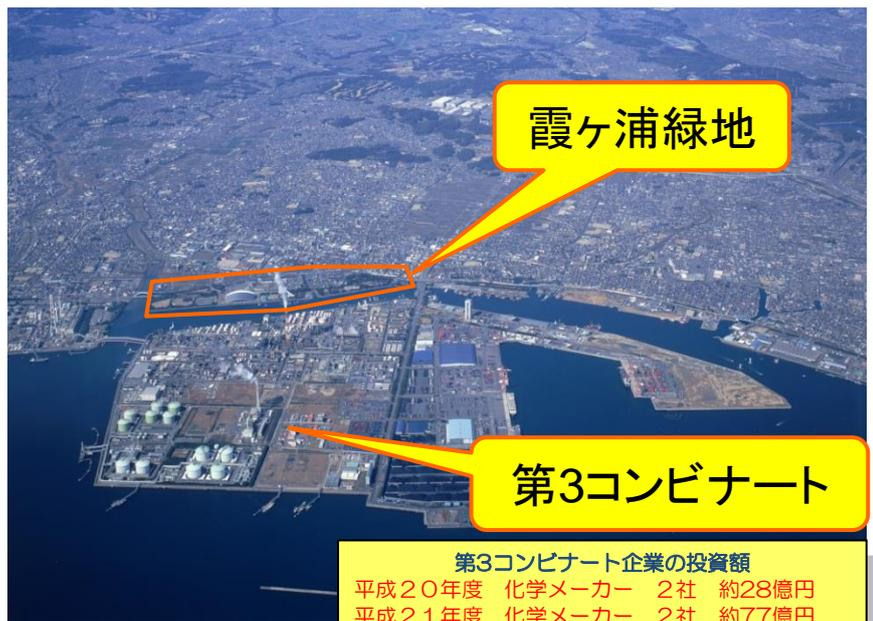 霞ヶ浦緑地
第3コンビナート
第3コンビナート企業の投資額
平成２０年度　化学メーカー　２社　約28億円
平成２１年度　化学メーカー　２社　約77億円